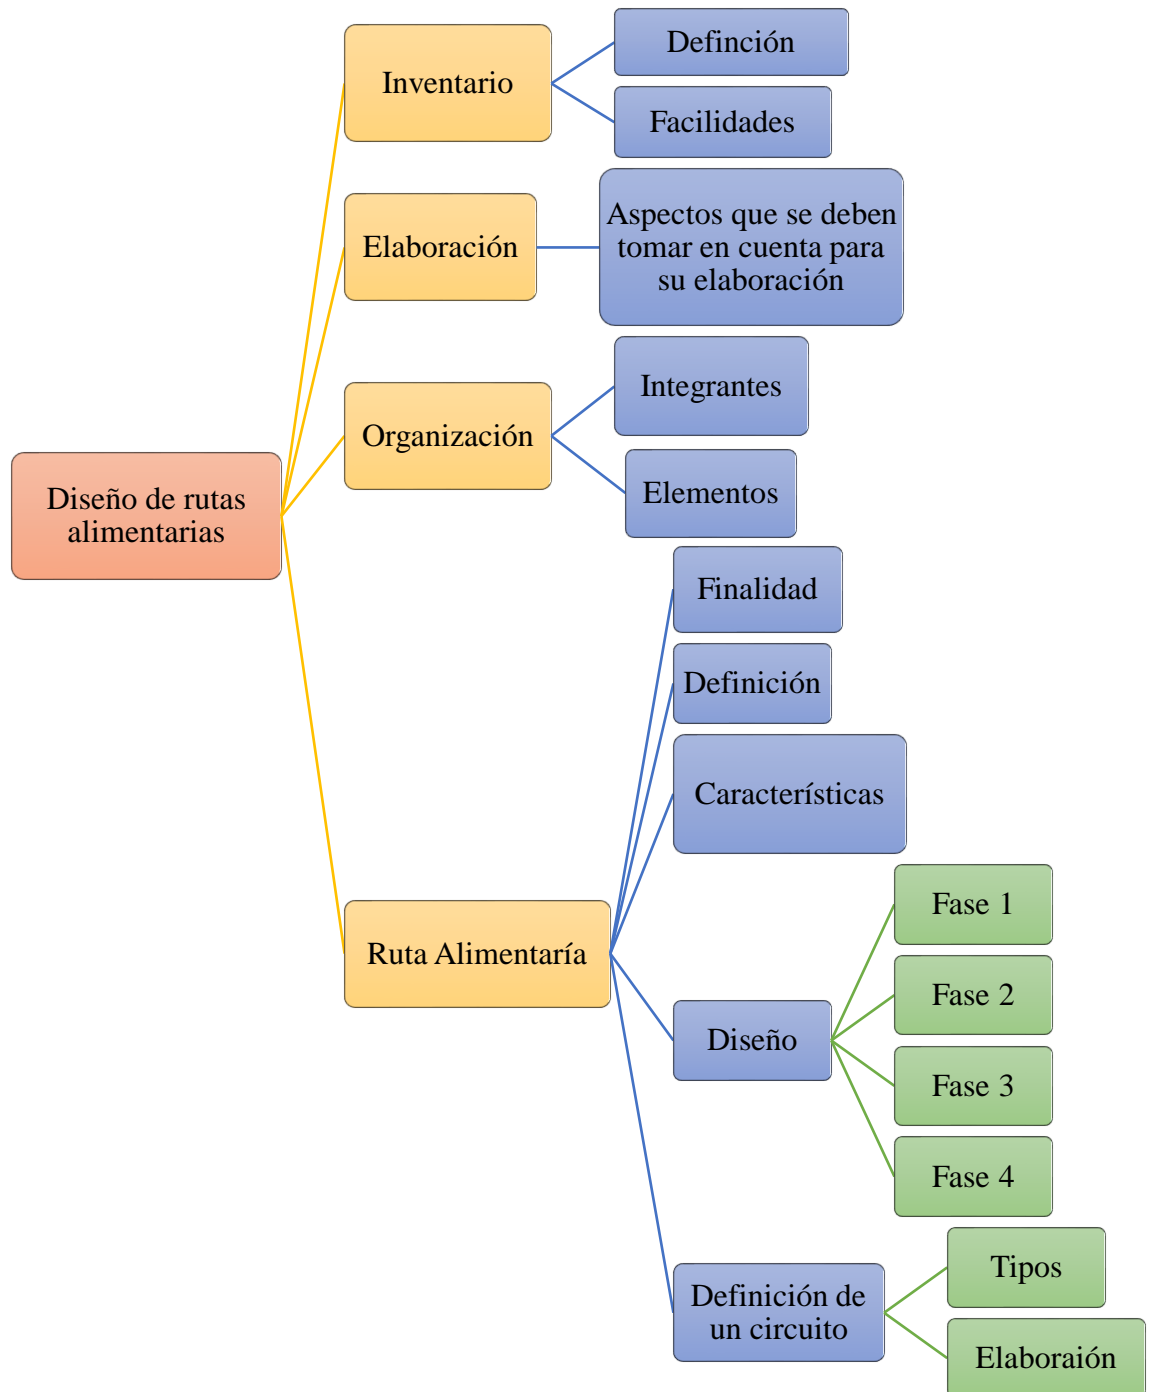 Diseño de rutas
alimentarias
Inventario
Definción
Facilidades
Elaboración
Aspectos que se deben
tomar en cuenta para
su elaboración
Organización
Integrantes
Elementos
Ruta Alimentaría
Finalidad
Definición
Características
Diseño
Fase 1
Fase 2
Fase 3
Fase 4
Definición de
un circuito
Tipos
Elaboraión